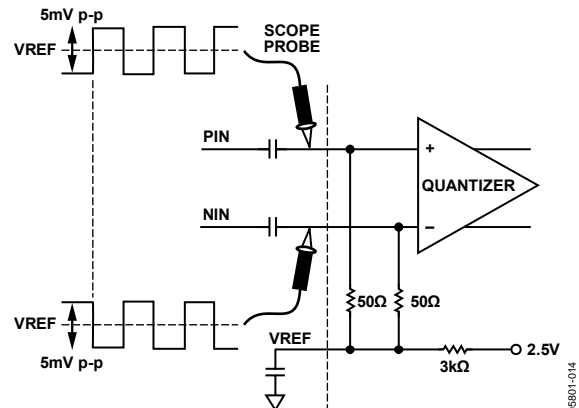 5mV p-p
VREF
SCOPE
PROBE
PIN
+
QUANTIZER
NIN
−
50Ω
50Ω
VREF
VREF
5mV p-p
3kΩ
2.5V
05801-014